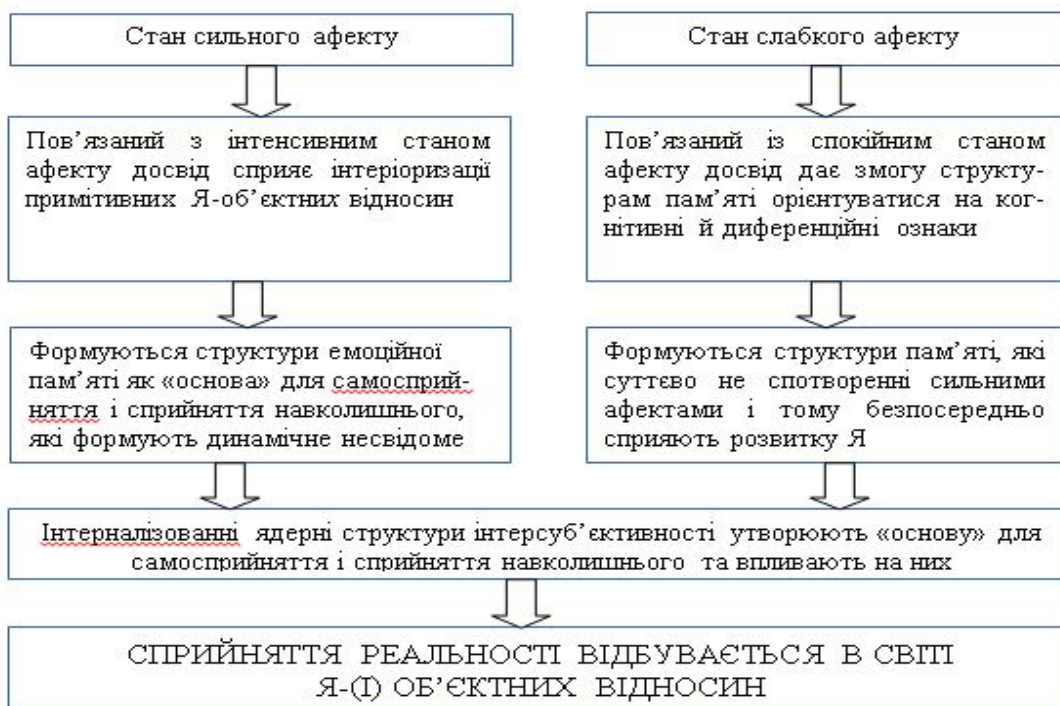 Стан сильного афекту
Стан слабкого афекту
Пов’язаний з інтенсивним станом
афекту досвід сприяє інтеріоризації
примітивних Я-об’єктних відносин
Пов’язаний із спокійним станом
афекту досвід дає змогу структу-
рам пам’яті орієнтуватися на ког-
нітивні й диференційні ознаки
Формуються структури емоційної
пам’яті як «основа» для самосприй-
няття і сприйняття навколишнього,
які формують динамічне несвідоме
Формуються структури пам’яті, які
суттєво не спотворенні сильними
афектами і тому безпосередньо
сприяють розвитку Я
Інтерналізованні ядерні структури інтерсуб’єктивності утворюють «основу» для
самосприйняття і сприйняття навколишнього та впливають на них
СПРИЙНЯТТЯ РЕАЛЬНОСТІ ВІДБУВАЄТЬСЯ В СВІТІ
Я-(І) ОБ’ЄКТНИХ ВІДНОСИН